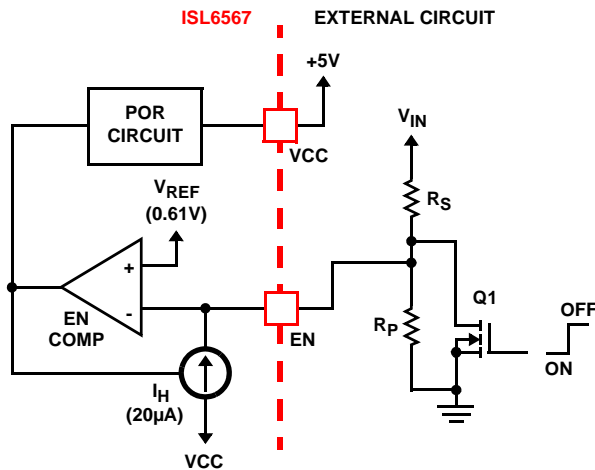 ISL6567
EXTERNAL CIRCUIT
+5V
POR
CIRCUIT
VCC
VIN
RS
VREF
(0.61V)
+
-
EN
COMP
EN
RP
Q1
OFF
ON
IH
(20µA)
VCC